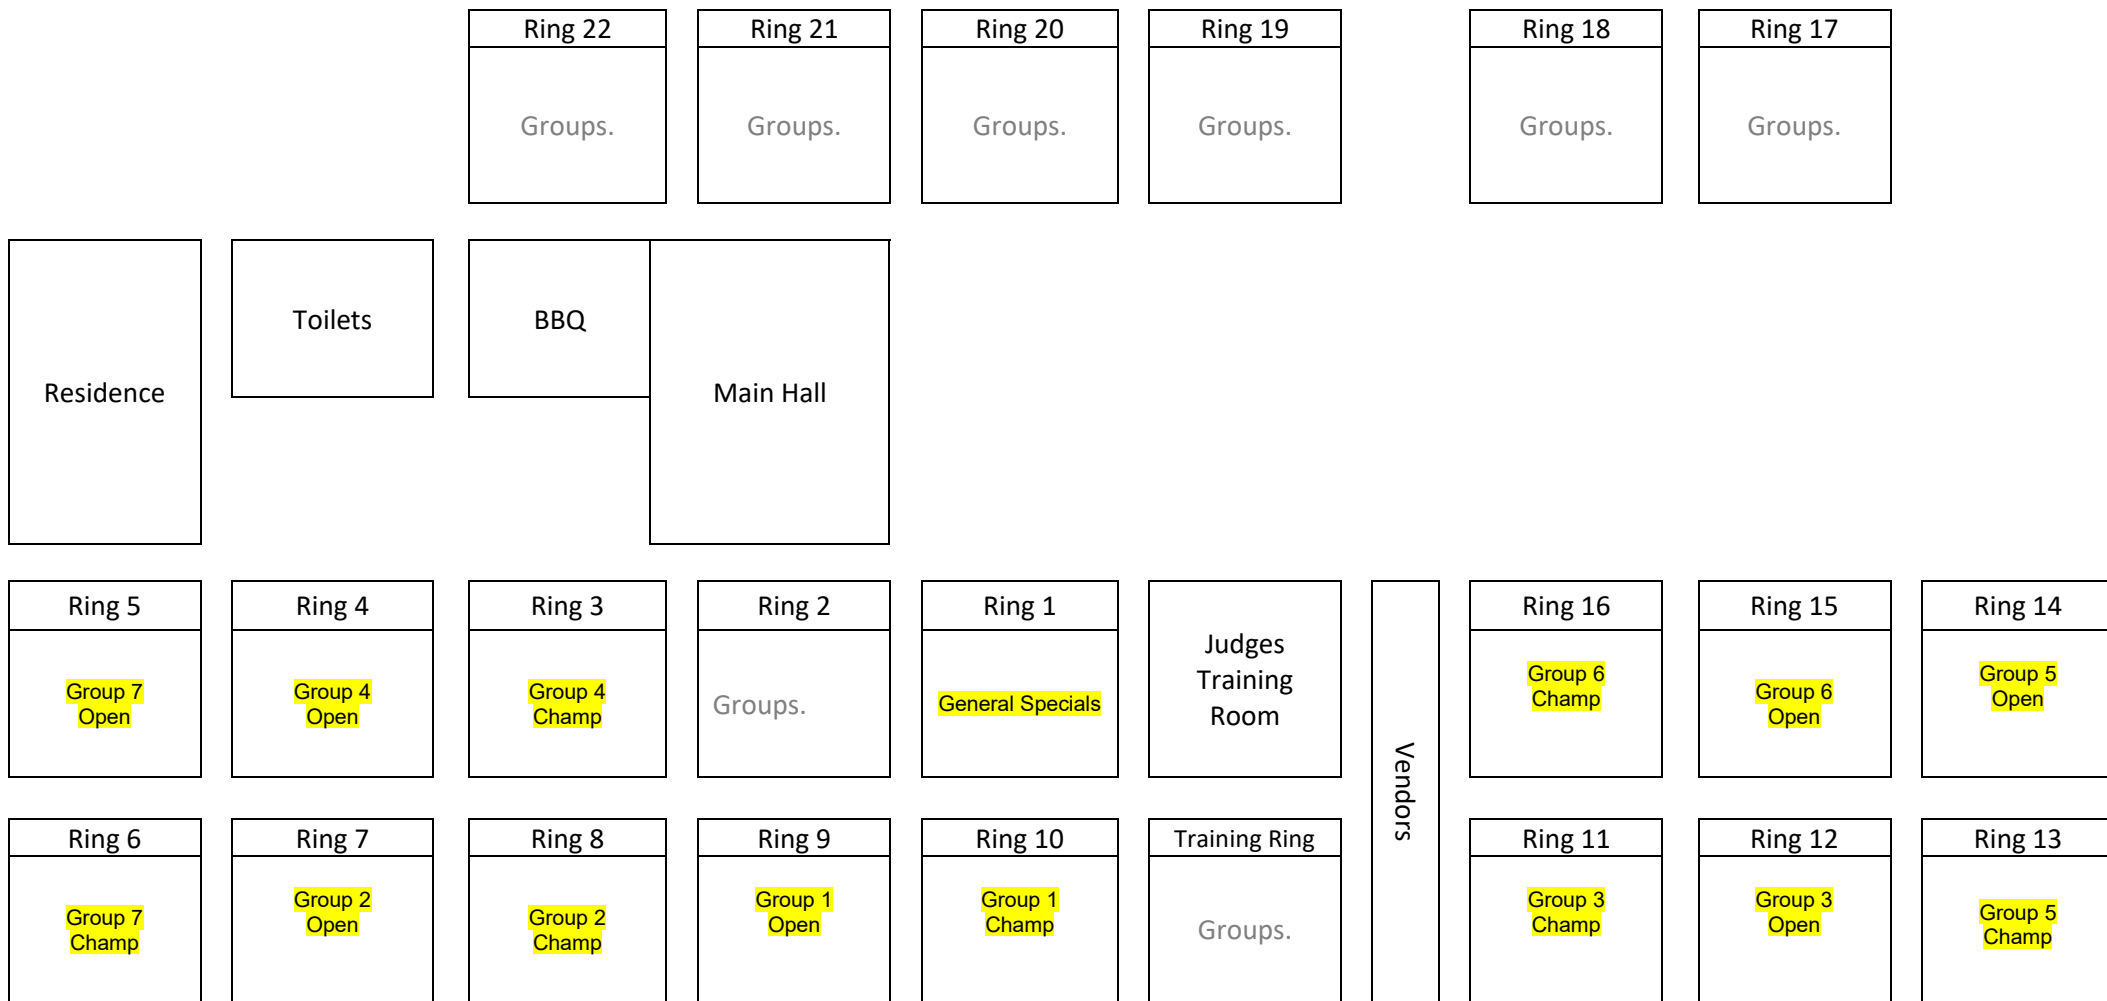 Ring 22
Ring 21
Ring 20
Ring 19
Ring 18
Ring 17
Groups.
Groups.
Groups.
Groups.
Groups.
Groups.
Residence
Toilets
BBQ
Main Hall
Ring 5
Ring 4
Ring 3
Ring 2
Ring 1
Judges
Training
Room
Vendors
Ring 16
Ring 15
Ring 14
Group 7
Open
Group 4
Open
Group 4
Champ
Groups.
General Specials
Group 6
Champ
Group 6
Open
Group 5
Open
Ring 6
Ring 7
Ring 8
Ring 9
Ring 10
Training Ring
Ring 11
Ring 12
Ring 13
Group 7
Champ
Group 2
Open
Group 2
Champ
Group 1
Open
Group 1
Champ
Groups.
Group 3
Champ
Group 3
Open
Group 5
Champ